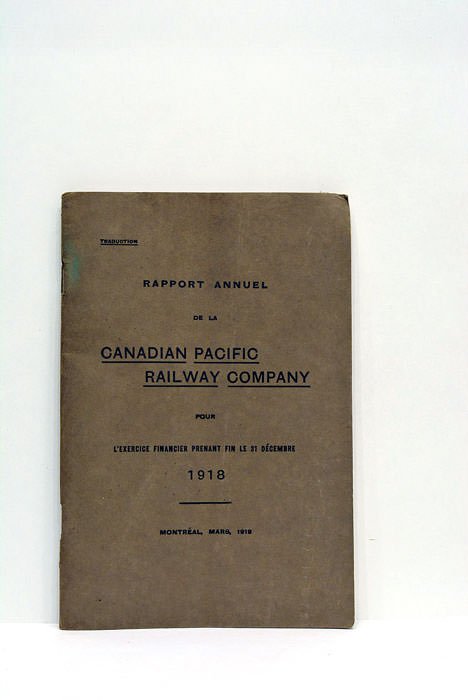 TRADUCTION
RAPPORT ANNUEL
DE LA
CANADIAN PACIFIC
RAILWAY COMPANY
POUR
L'EXERCICE FINANCIER PRENANT FIN LE 31 DÉCEMBRE
1918
MONTRÉAL, MARS, 1919